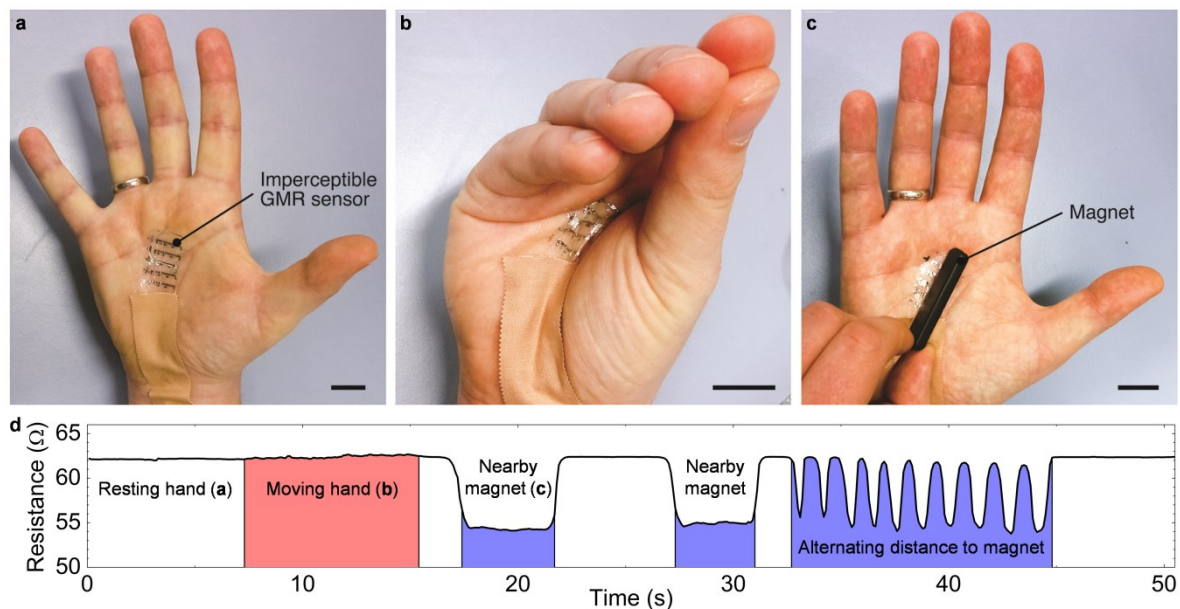 a
Imperceptible
GMR sensor
b
c
Magnet
d
Resistance (Ω)
65
60
55
50
Resting hand (a)
Moving hand (b)
Nearby
magnet (c)
Nearby
magnet
Alternating distance to magnet
0
10
20
30
40
50
Time (s)